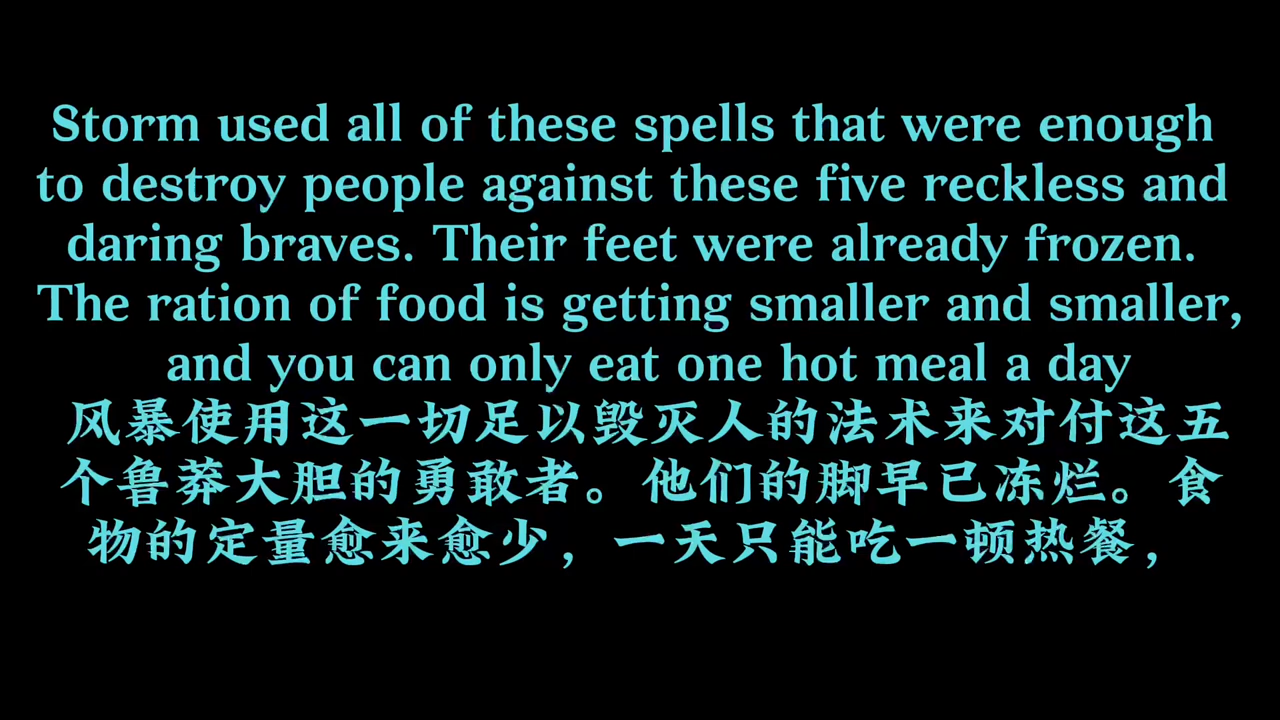 Storm used all of these spells that were enough
to destroy people against these five reckless and
daring braves. Their feet were already frozen.
The ration of food is getting smaller and smaller,
and you can only eat one hot meal a day
风暴使用这一切足以毁灭人的法术来对付这五
个鲁莽大胆的勇敢者。他们的脚早已冻烂。食
物的定量愈来愈少，一天只能吃一顿热餐，